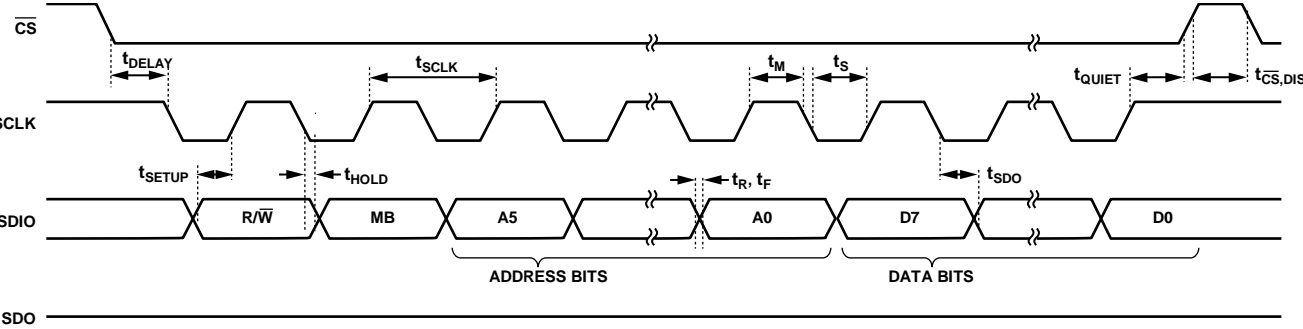 CS
tDELAY
tSCLK
tM
tS
tQUIET
tCS,DIS
SCLK
tSETUP
tHOLD
tR, tF
tSDO
SDIO
R/W
MB
A5
A0
D7
D0
ADDRESS BITS
DATA BITS
SDO